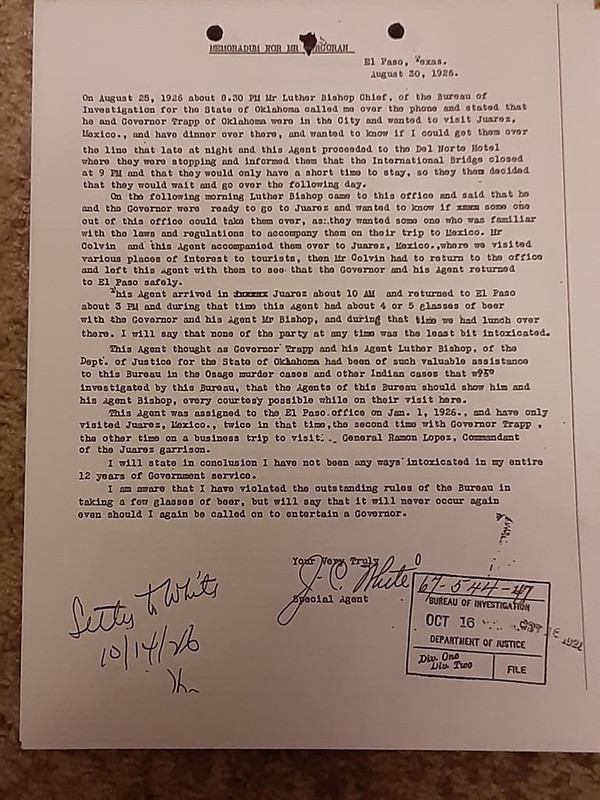 MEMORADUM FOR MR CORCORAN
El Paso, Texas.
August 30, 1926.
On August 25, 1926 about 8.30 PM Mr Luther Bishop Chief, of the Bureau of
Investigation for the State of Oklahoma called me over the phone and stated that
he and Governor Trapp of Oklahoma were in the City and wanted to visit Juarez,
Mexico., and have dinner over there, and wanted to know if I could get them over
the line that late at night and this Agent proceeded to the Del Norte Hotel
where they were stopping and informed them that the International Bridge closed
at 9 PM and that they would only have a short time to stay, so they them decided
that they would wait and go over the following day.
On the following morning Luther Bishop came to this office and said that he
and the Governor were ready to go to Juarez and wanted to know if xxxx some one
out of this office could take them over, as: they wanted some one who was familiar
with the laws and regulations to accompany them on their trip to Mexico. Mr
Colvin and this Agent accompanied them over to Juarez, Mexico.,where we visited
various places of interest to tourists, then Mr Colvin had to return to the office
and left this Agent with them to see that the Governor and his Agent returned
to El Paso safely.
This Agent arrived in Juarez about 10 AM and returned to El Paso
about 3 PM and during that time this Agent had about 4 or 5 glasses of beer
with the Governor and his Agent Mr Bishop, and during that time we had lunch over
there. I will say that none of the party at any time was the least bit intoxicated.
This Agent thought as Governor Trapp and his Agent Luther Bishop, of the
Dept. of Justice for the State of Oklahoma had been of such valuable assistance
to this Bureau in the Osage murder cases and other Indian cases that were
investigated by this Bureau, that the Agents of this Bureau should show him and
his Agent Bishop, every courtesy possible while on their visit here.
This Agent was assigned to the El Paso office on Jan. 1, 1926., and have only
visited Juarez, Mexico., twice in that time,the second time with Governor Trapp ,
the other time on a business trip to visit General Ramon Lopez, Commandant
of the Juarez garrison.
I will state in conclusion I have not been any ways intoxicated in my entire
12 years of Government service.
I am aware that I have violated the outstanding rules of the Bureau in
taking a few glasses of beer, but will say that it will never occur again
even should I again be called on to entertain a Governor.
Your Very Truly
J. C. White
Special Agent
Letter to White
10/14/26
67-544-47
BUREAU OF INVESTIGATION
OCT 16
DEPARTMENT OF JUSTICE
Div. One
Div. Two
FILE